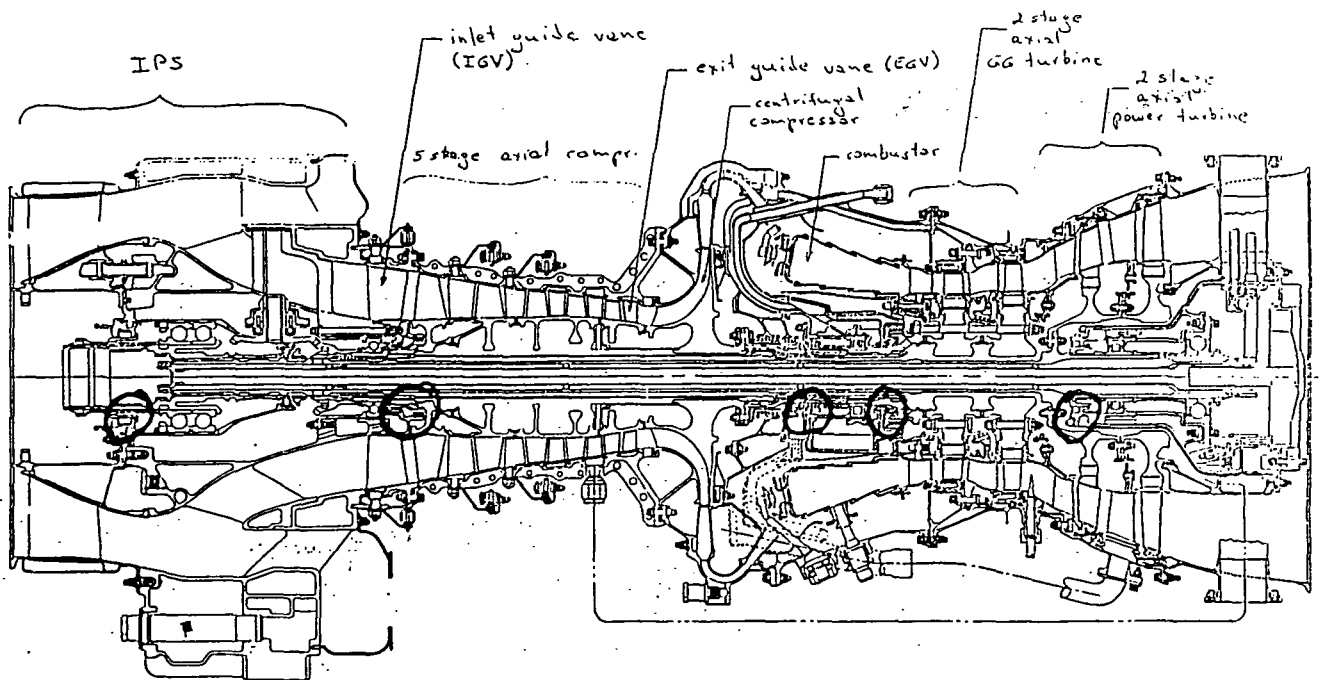 IPS
inlet guide vane
(IGV)
5 stage axial compr.
exit guide vane (EGV)
centrifugal
compressor
combustor
2 stage
axial
GG turbine
2 stage
axial
power turbine